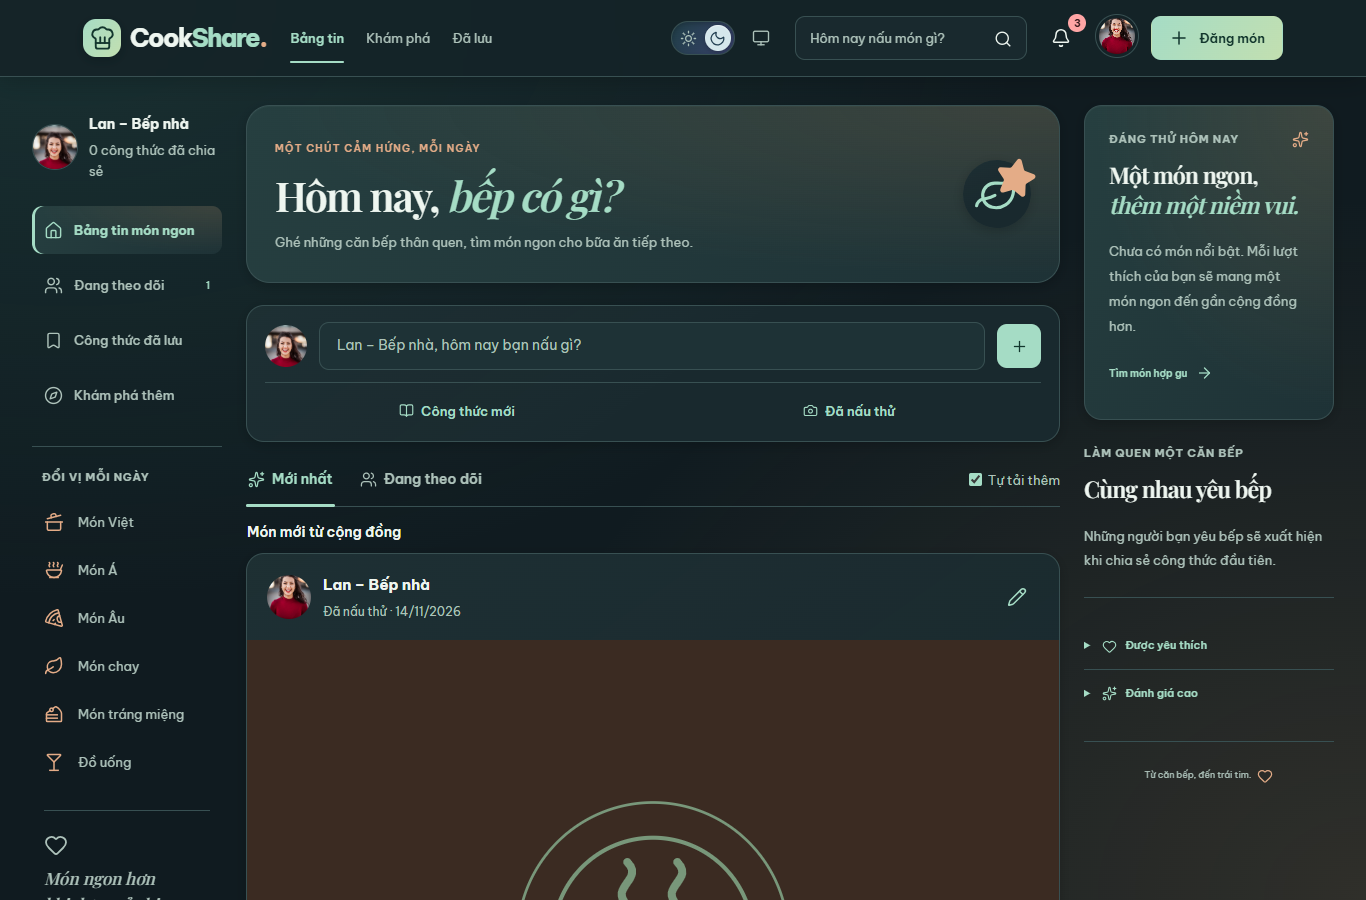 CookShare.
Bảng tin
Khám phá
Đã lưu
Hôm nay nấu món gì?
3
Đăng món
Lan – Bếp nhà
0 công thức đã chia
sẻ
Bảng tin món ngon
Đang theo dõi
1
Công thức đã lưu
Khám phá thêm
ĐỔI VỊ MỖI NGÀY
Món Việt
Món Á
Món Âu
Món chay
Món tráng miệng
Đồ uống
Món ngon hơn
MỘT CHÚT CẢM HỨNG, MỖI NGÀY
Hôm nay, bếp có gì?
Ghé những căn bếp thân quen, tìm món ngon cho bữa ăn tiếp theo.
Lan – Bếp nhà, hôm nay bạn nấu gì?
Công thức mới
Đã nấu thử
Mới nhất
Đang theo dõi
Tự tải thêm
Món mới từ cộng đồng
Lan – Bếp nhà
Đã nấu thử · 14/11/2026
ĐÁNG THỬ HÔM NAY
Một món ngon,
thêm một niềm vui.
Chưa có món nổi bật. Mỗi lượt
thích của bạn sẽ mang một
món ngon đến gần cộng đồng
hơn.
Tìm món hợp gu
LÀM QUEN MỘT CĂN BẾP
Cùng nhau yêu bếp
Những người bạn yêu bếp sẽ xuất hiện
khi chia sẻ công thức đầu tiên.
Được yêu thích
Đánh giá cao
Từ căn bếp, đến trái tim.